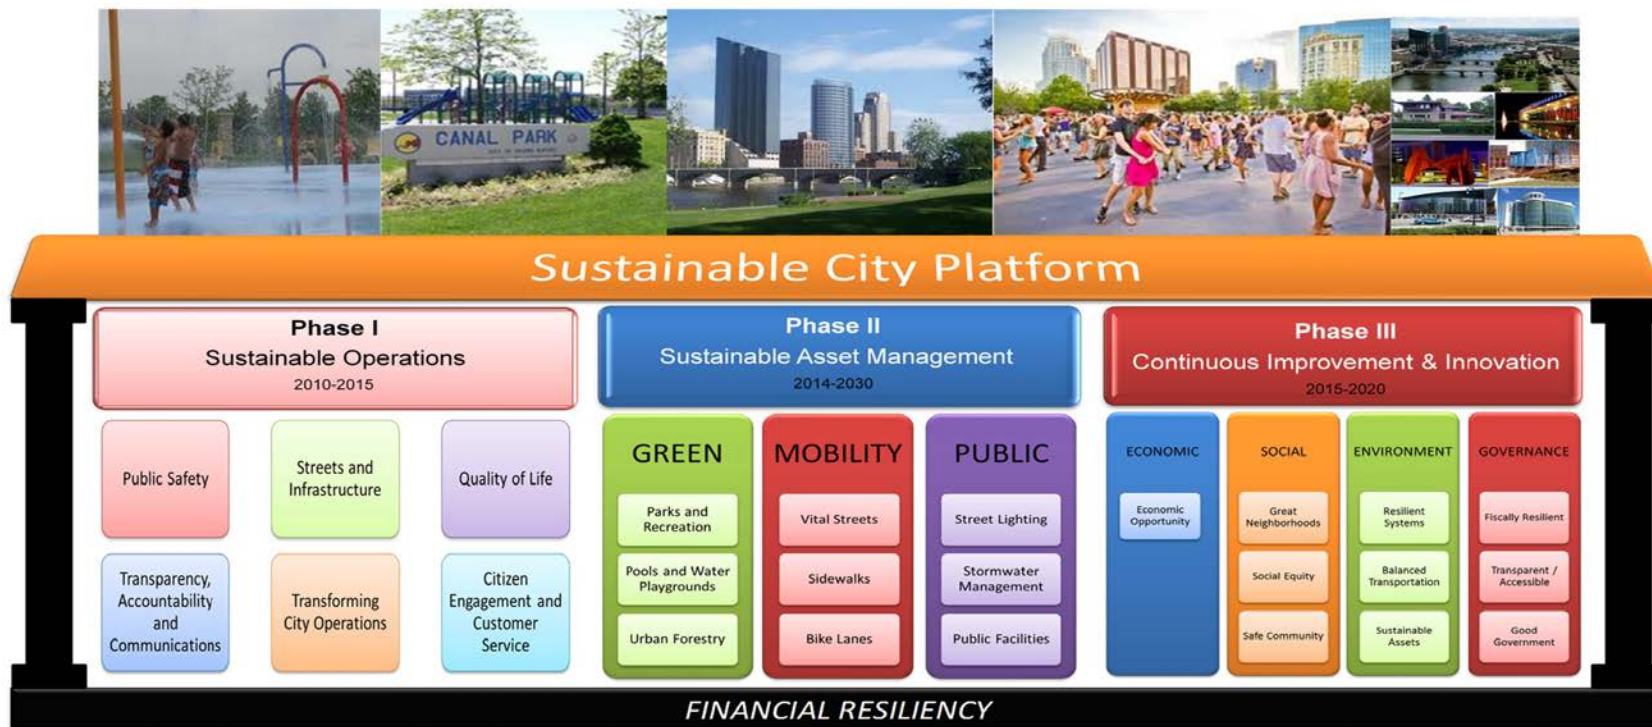 CANAL PARK
Sustainable City Platform
Phase I
Sustainable Operations
2010-2015
Public Safety
Streets and
Infrastructure
Quality of Life
Transparency,
Accountability
and
Communications
Transforming
City Operations
Citizen
Engagement and
Customer
Service
Phase II
Sustainable Asset Management
2014-2030
GREEN
Parks and
Recreation
Pools and Water
Playgrounds
Urban Forestry
MOBILITY
Vital Streets
Sidewalks
Bike Lanes
PUBLIC
Street Lighting
Stormwater
Management
Public Facilities
Phase III
Continuous Improvement & Innovation
2015-2020
ECONOMIC
Economic
Opportunity
SOCIAL
Great
Neighborhoods
Social Equity
Safe Community
ENVIRONMENT
Resilient
Systems
Balanced
Transportation
Sustainable
Assets
GOVERNANCE
Fiscally Resilient
Transparent /
Accessible
Good
Government
FINANCIAL RESILIENCY